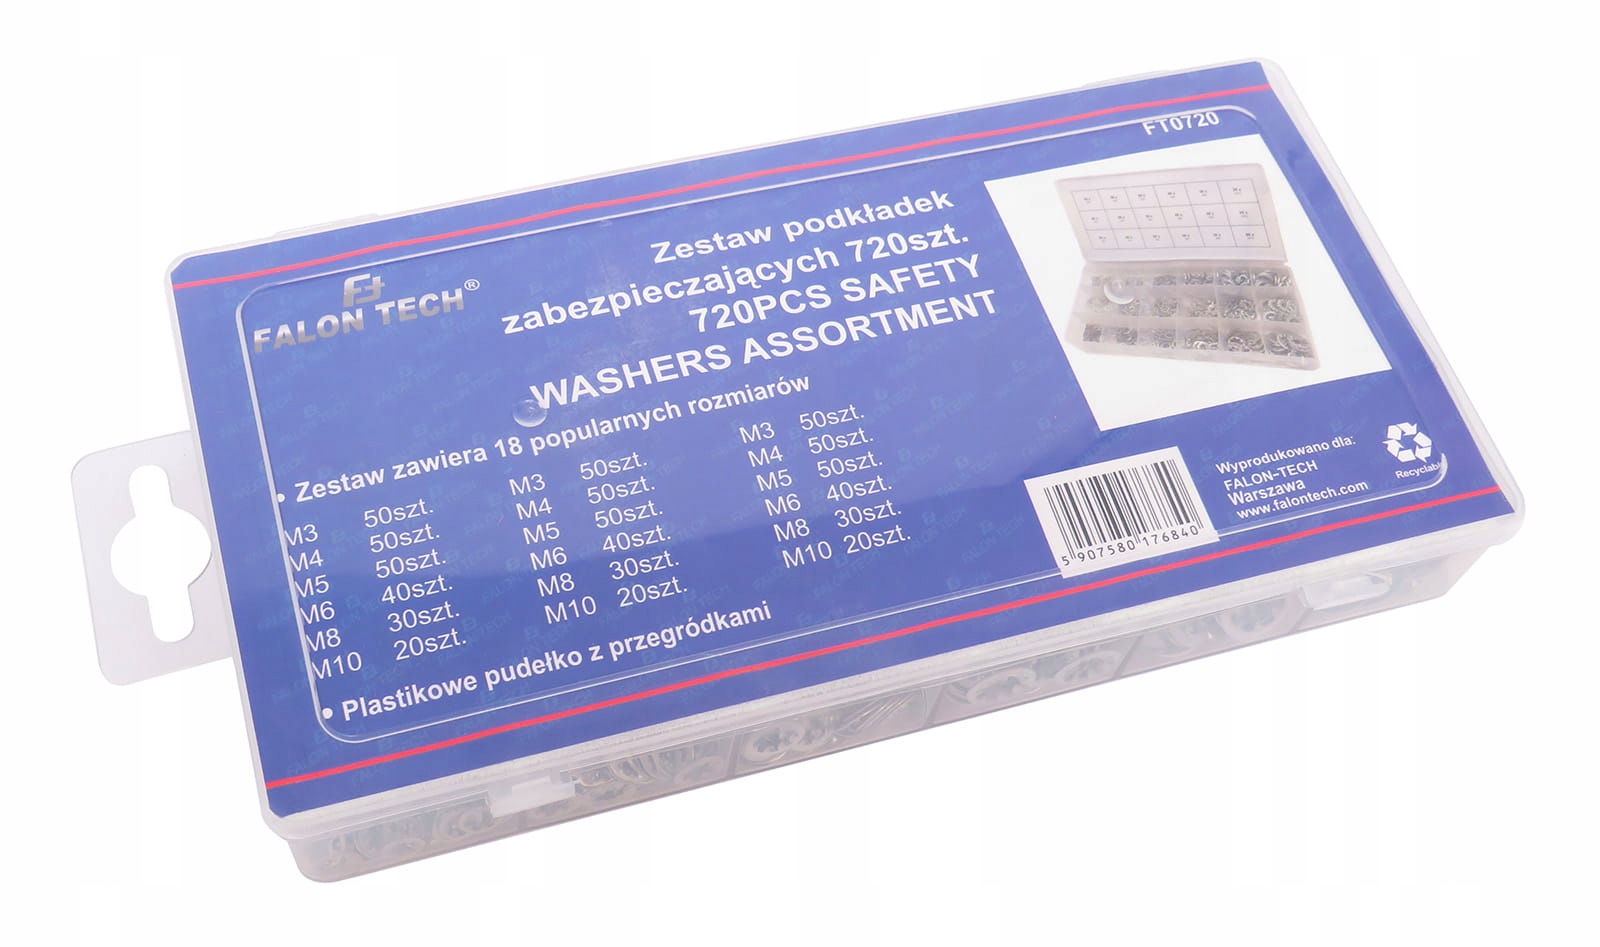 FT0720
FALON TECH®
Zestaw podkładek
zabezpieczających 720szt.
720PCS SAFETY
WASHERS ASSORTMENT
• Zestaw zawiera 18 popularnych rozmiarów
M3 50szt. M3 50szt. M3 50szt.
M4 50szt. M4 50szt. M4 50szt.
M5 50szt. M5 50szt. M5 50szt.
M6 40szt. M6 40szt. M6 40szt.
M8 30szt. M8 30szt. M8 30szt.
M10 20szt. M10 20szt. M10 20szt.
• Plastikowe pudełko z przegródkami
5 907580 176840
Wyprodukowano dla:
FALON-TECH
Warszawa
www.falontech.com
Recyclable